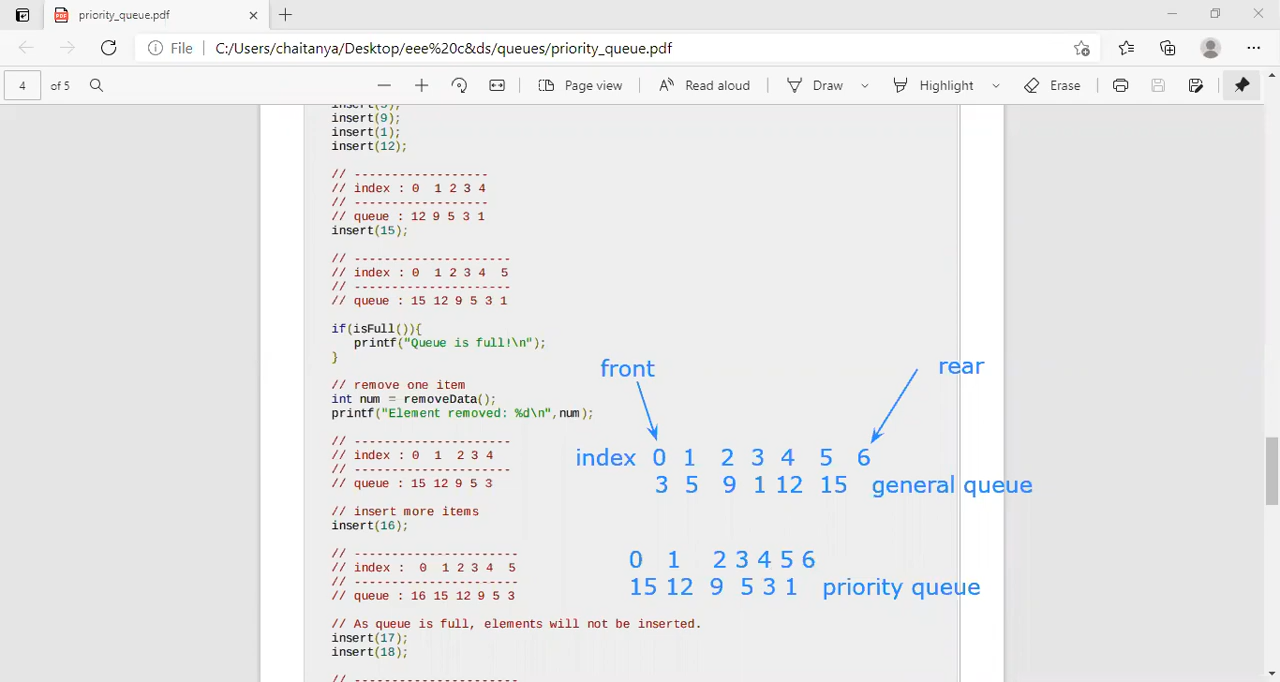 priority_queue.pdf
File
C:/Users/chaitanya/Desktop/eee%20c&ds/queues/priority_queue.pdf
4 of 5
Page view
Read aloud
Draw
Highlight
Erase
insert(9);
insert(1);
insert(12);
// ------------------
// index : 0 1 2 3 4
// ------------------
// queue : 12 9 5 3 1
insert(15);
// ---------------------
// index : 0 1 2 3 4 5
// ---------------------
// queue : 15 12 9 5 3 1
if(isFull()){
printf("Queue is full!\n");
}
// remove one item
int num = removeData();
printf("Element removed: %d\n",num);
// ---------------------
// index : 0 1 2 3 4
// ---------------------
// queue : 15 12 9 5 3
// insert more items
insert(16);
// ----------------------
// index : 0 1 2 3 4 5
// ----------------------
// queue : 16 15 12 9 5 3
// As queue is full, elements will not be inserted.
insert(17);
insert(18);
// ----------------------
front rear
index 0 1 2 3 4 5 6
3 5 9 1 12 15 general queue
0 1 2 3 4 5 6
15 12 9 5 3 1 priority queue